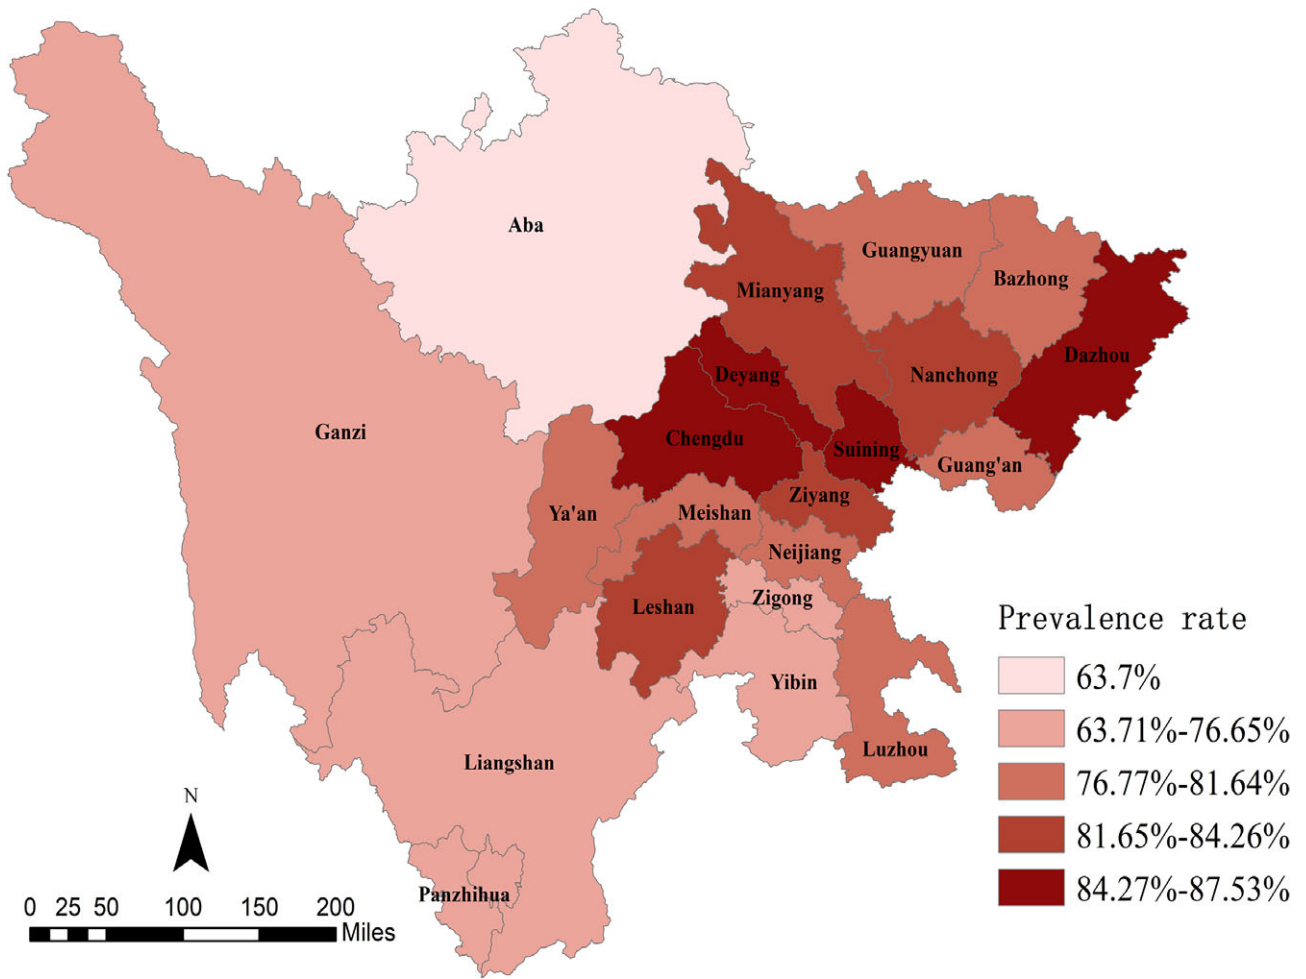 Aba
Guangyuan
Bazhong
Mianyang
Dazhou
Deyang
Nanchong
Ganzi
Chengdu
Suining
Guang'an
Ziyang
Ya'an
Meishan
Neijiang
Zigong
Leshan
Yibin
Luzhou
Liangshan
Panzhihua
Prevalence rate
63.7%
63.71%-76.65%
76.77%-81.64%
81.65%-84.26%
84.27%-87.53%
N
0 25 50 100 150 200
Miles